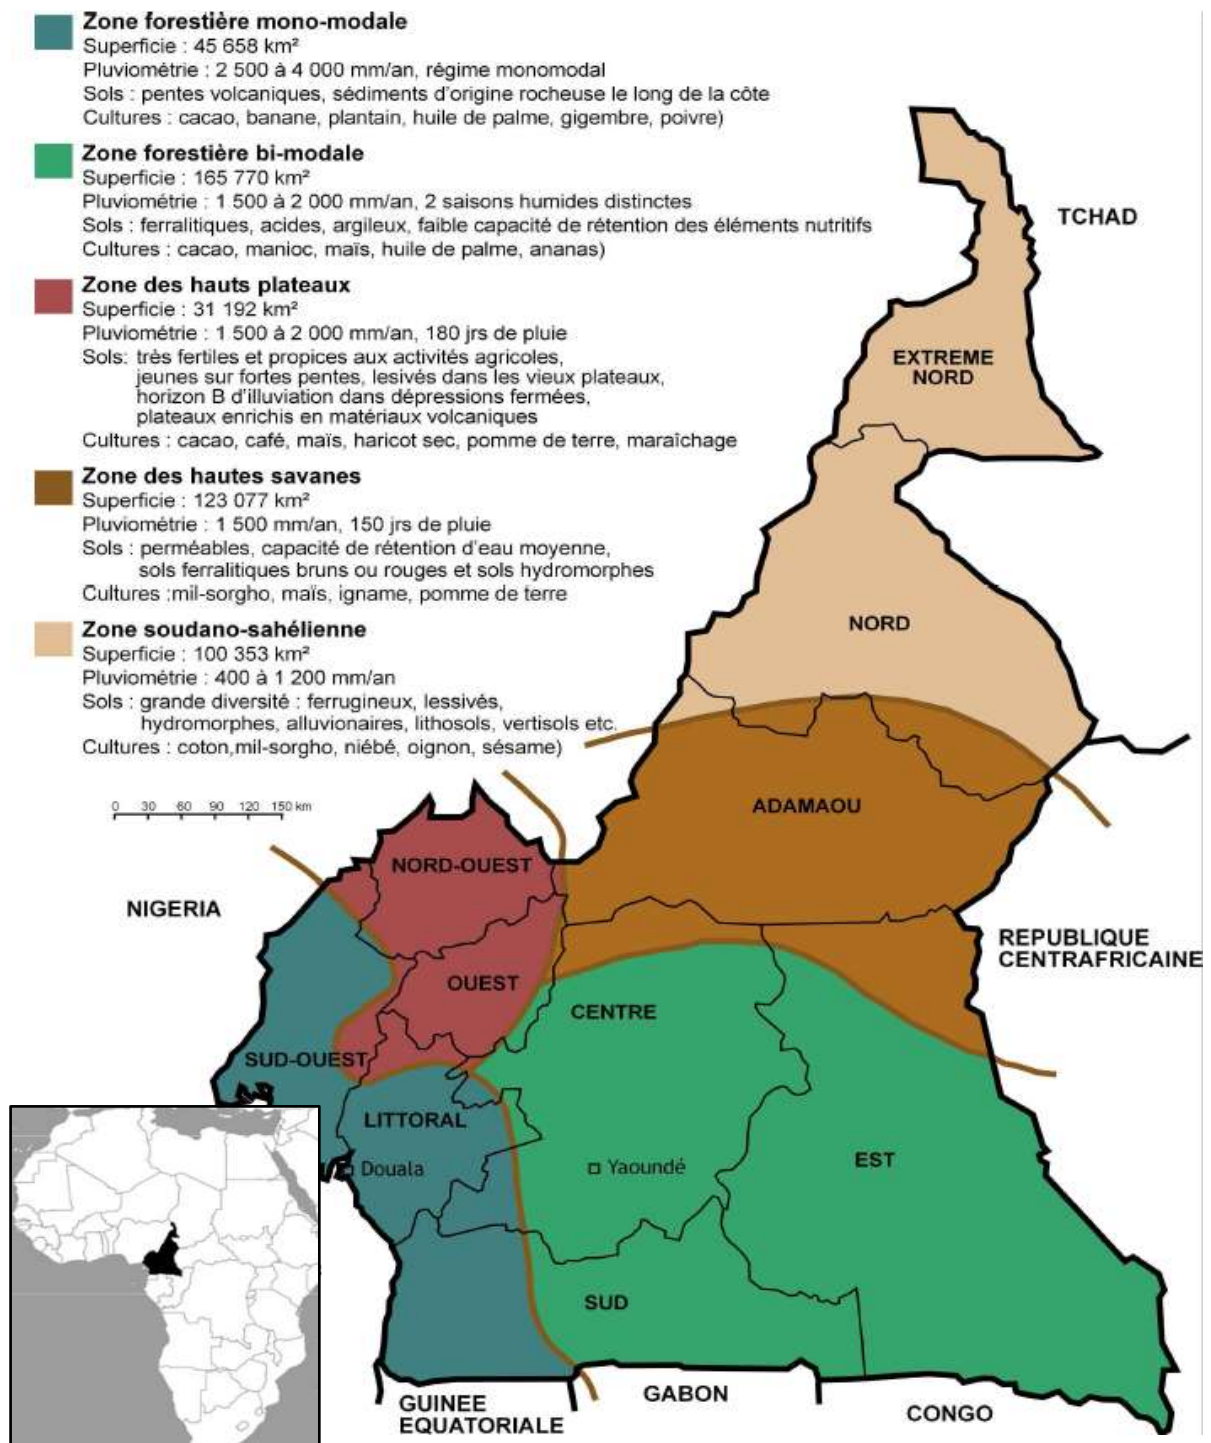 Zone forestière mono-modale
Superficie : 45 658 km²
Pluviométrie : 2 500 à 4 000 mm/an, régime monomodal
Sols : pentes volcaniques, sédiments d'origine rocheuse le long de la côte
Cultures : cacao, banane, plantain, huile de palme, gigembre, poivre)
Zone forestière bi-modale
Superficie : 165 770 km²
Pluviométrie : 1 500 à 2 000 mm/an, 2 saisons humides distinctes
Sols : ferralitiques, acides, argileux, faible capacité de rétention des éléments nutritifs
Cultures : cacao, manioc, maïs, huile de palme, ananas)
Zone des hauts plateaux
Superficie : 31 192 km²
Pluviométrie : 1 500 à 2 000 mm/an, 180 jrs de pluie
Sols: très fertiles et propices aux activités agricoles,
jeunes sur fortes pentes, lesivés dans les vieux plateaux,
horizon B d'illuviation dans dépressions fermées,
plateaux enrichis en matériaux volcaniques
Cultures : cacao, café, maïs, haricot sec, pomme de terre, maraîchage
Zone des hautes savanes
Superficie : 123 077 km²
Pluviométrie : 1 500 mm/an, 150 jrs de pluie
Sols : perméables, capacité de rétention d'eau moyenne,
sols ferralitiques bruns ou rouges et sols hydromorphes
Cultures :mil-sorgho, maïs, igname, pomme de terre
Zone soudano-sahélienne
Superficie : 100 353 km²
Pluviométrie : 400 à 1 200 mm/an
Sols : grande diversité : ferrugineux, lessivés,
hydromorphes, alluvionaires, lithosols, vertisols etc.
Cultures : coton,mil-sorgho, niébé, oignon, sésame)
0 30 60 90 120 150 km
TCHAD
EXTREME
NORD
NORD
ADAMAOU
NORD-OUEST
NIGERIA
REPUBLIQUE
CENTRAFRICAINE
OUEST
CENTRE
SUD-OUEST
LITTORAL
Douala
Yaoundé
EST
SUD
GUINEE
EQUATORIALE
GABON
CONGO